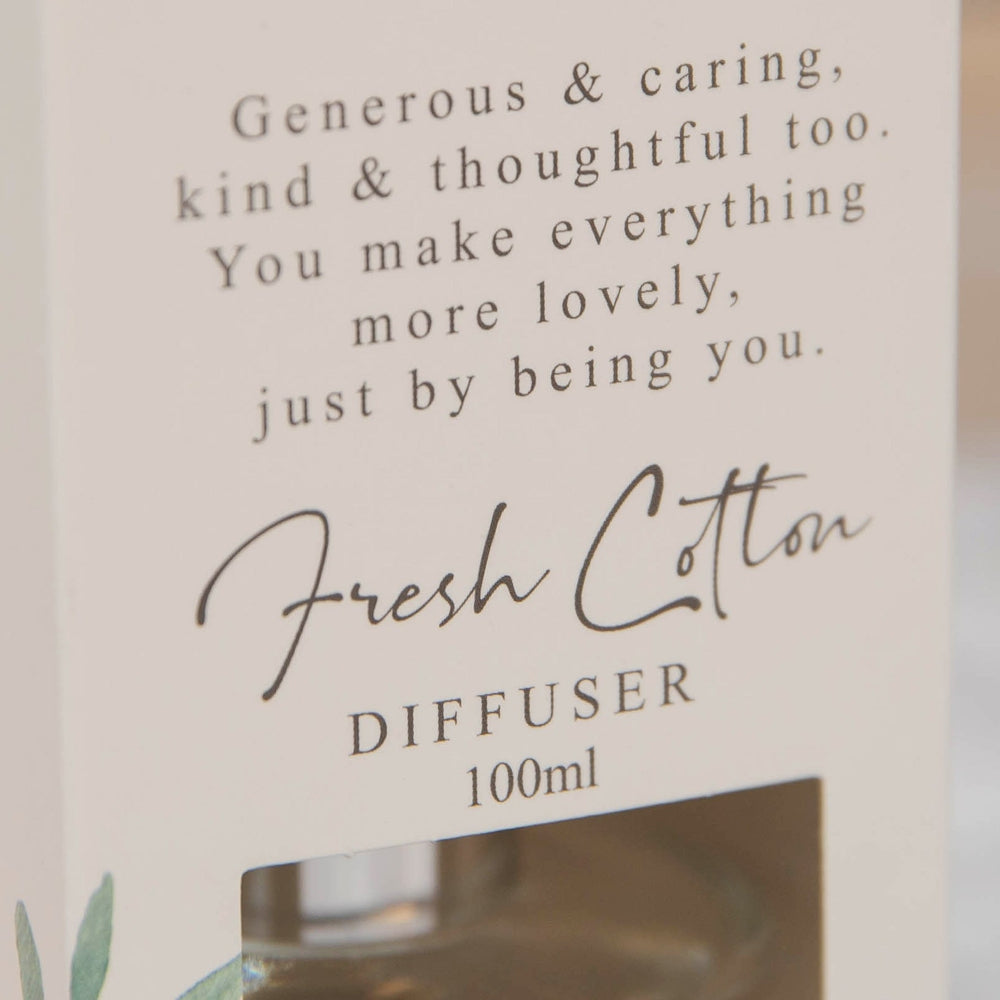 Generous & caring,
kind & thoughtful too.
You make everything
more lovely,
just by being you.
Fresh Cotton
DIFFUSER
100ml